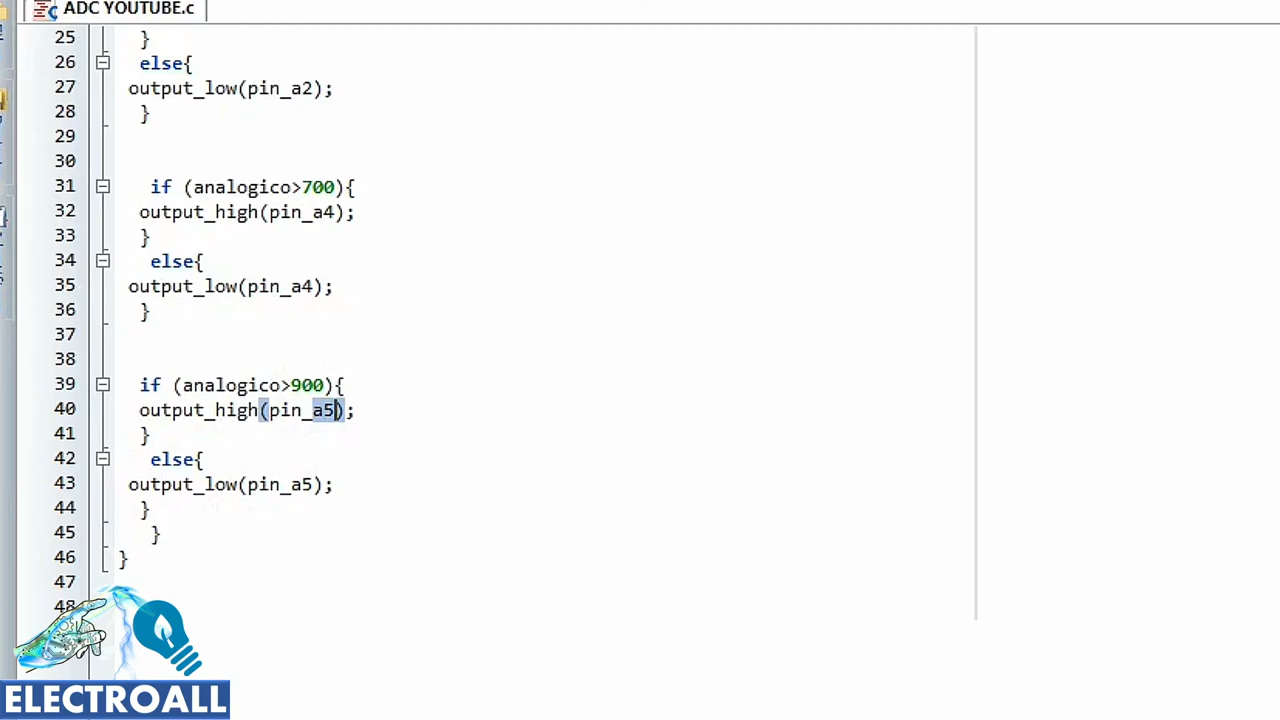 ADC YOUTUBE.c
25 }
26 else{
27 output_low(pin_a2);
28 }
29
30
31 if (analogico>700){
32 output_high(pin_a4);
33 }
34 else{
35 output_low(pin_a4);
36 }
37
38
39 if (analogico>900){
40 output_high(pin_a5);
41 }
42 else{
43 output_low(pin_a5);
44 }
45 }
46 }
47
48
ELECTROALL